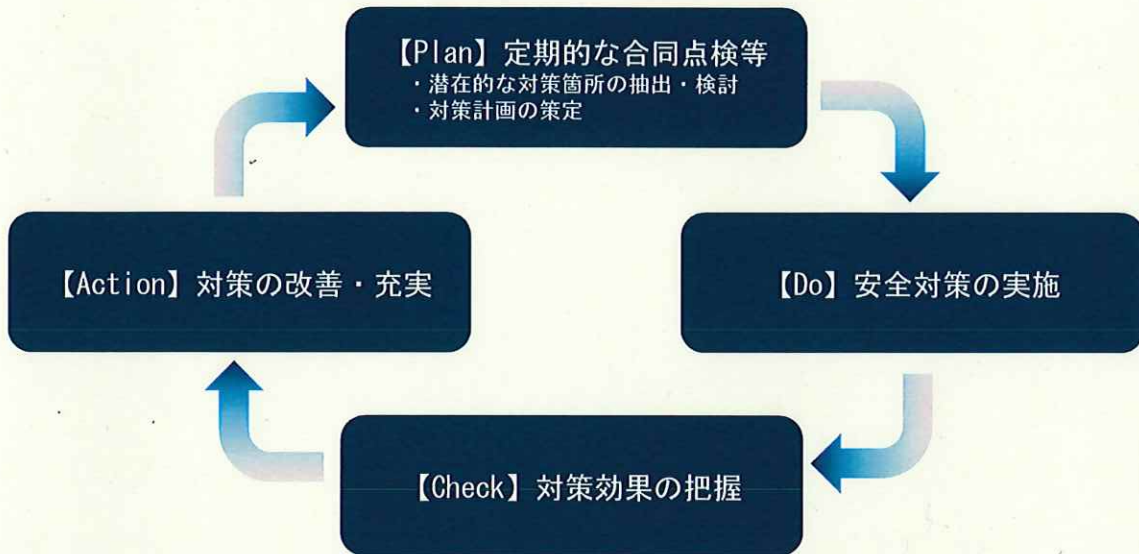 【Plan】定期的な合同点検等
・潜在的な対策箇所の抽出・検討
・対策計画の策定
【Do】安全対策の実施
【Check】対策効果の把握
【Action】対策の改善・充実